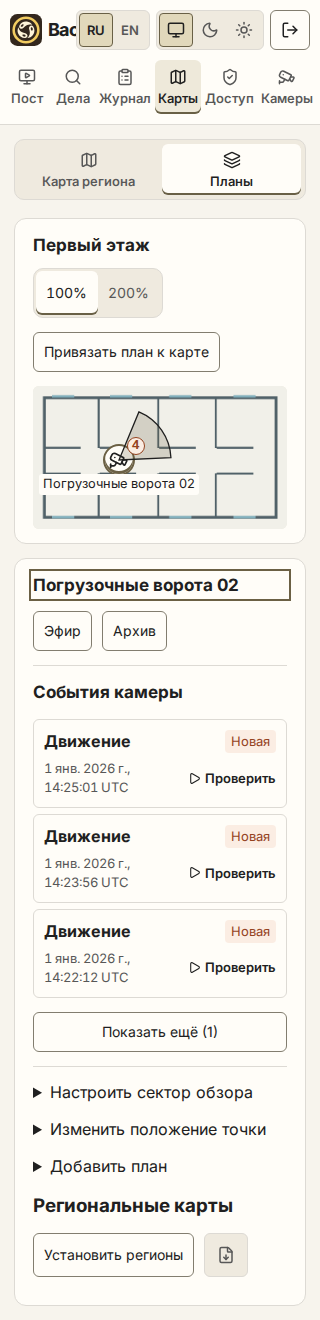 Вас
RU EN
Пост Дела Журнал Карты Доступ Камеры
Карта региона Планы
Первый этаж
100% 200%
Привязать план к карте
4
Погрузочные ворота 02
Погрузочные ворота 02
Эфир Архив
События камеры
Движение Новая
1 янв. 2026 г.,
14:25:01 UTC
Проверить
Движение Новая
1 янв. 2026 г.,
14:23:56 UTC
Проверить
Движение Новая
1 янв. 2026 г.,
14:22:12 UTC
Проверить
Показать ещё (1)
Настроить сектор обзора
Изменить положение точки
Добавить план
Региональные карты
Установить регионы